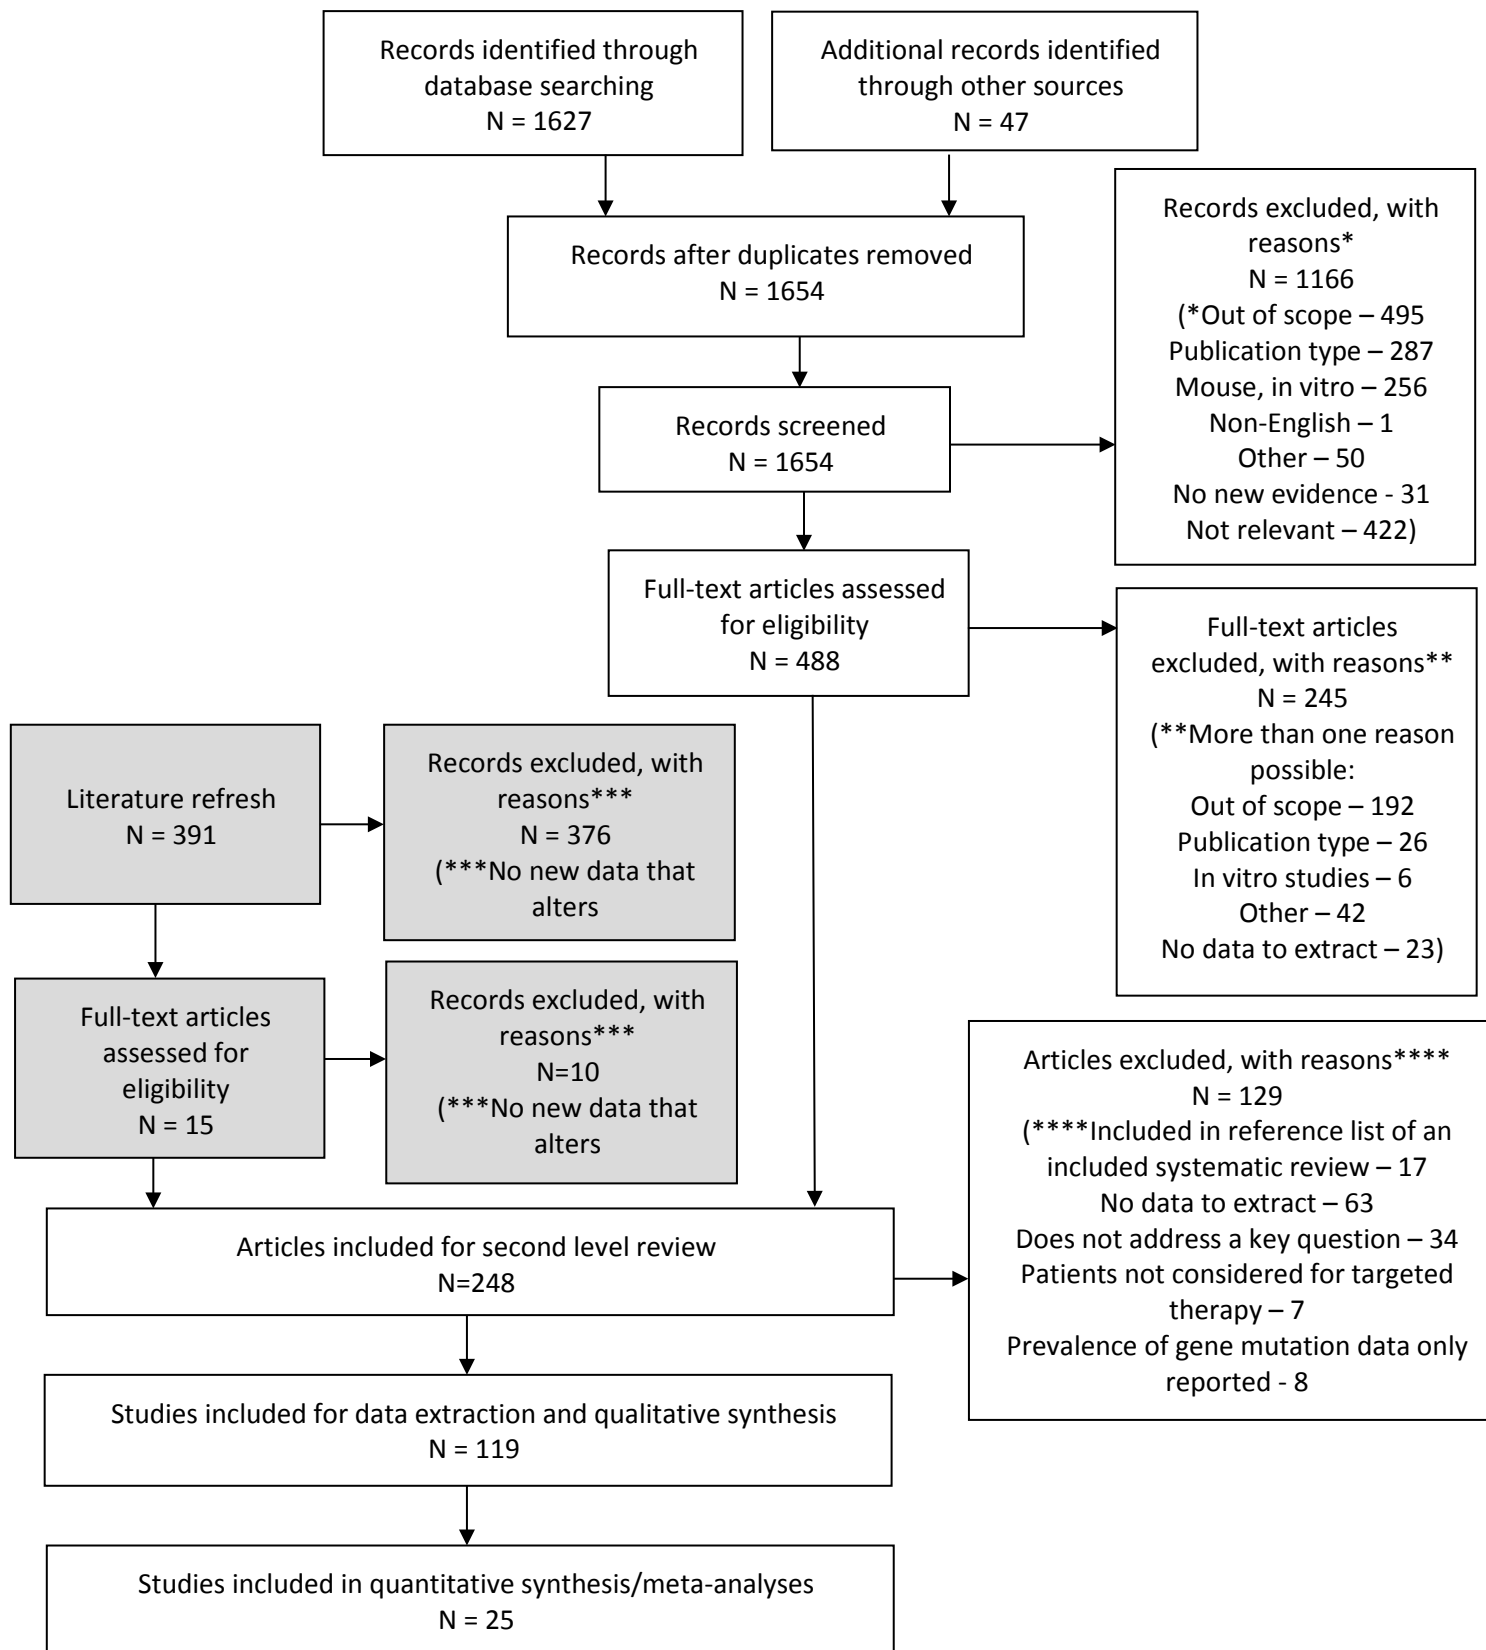 Records identified through
database searching
N = 1627
Additional records identified
through other sources
N = 47
Records after duplicates removed
N = 1654
Records screened
N = 1654
Records excluded, with
reasons*
N = 1166
(*Out of scope – 495
Publication type – 287
Mouse, in vitro – 256
Non-English – 1
Other – 50
No new evidence - 31
Not relevant – 422)
Full-text articles assessed
for eligibility
N = 488
Full-text articles
excluded, with reasons**
N = 245
(**More than one reason
possible:
Out of scope – 192
Publication type – 26
In vitro studies – 6
Other – 42
No data to extract – 23)
Literature refresh
N = 391
Records excluded, with
reasons***
N = 376
(***No new data that
alters
Full-text articles
assessed for
eligibility
N = 15
Records excluded, with
reasons***
N=10
(***No new data that
alters
Articles included for second level review
N=248
Articles excluded, with reasons****
N = 129
(****Included in reference list of an
included systematic review – 17
No data to extract – 63
Does not address a key question – 34
Patients not considered for targeted
therapy – 7
Prevalence of gene mutation data only
reported - 8
Studies included for data extraction and qualitative synthesis
N = 119
Studies included in quantitative synthesis/meta-analyses
N = 25